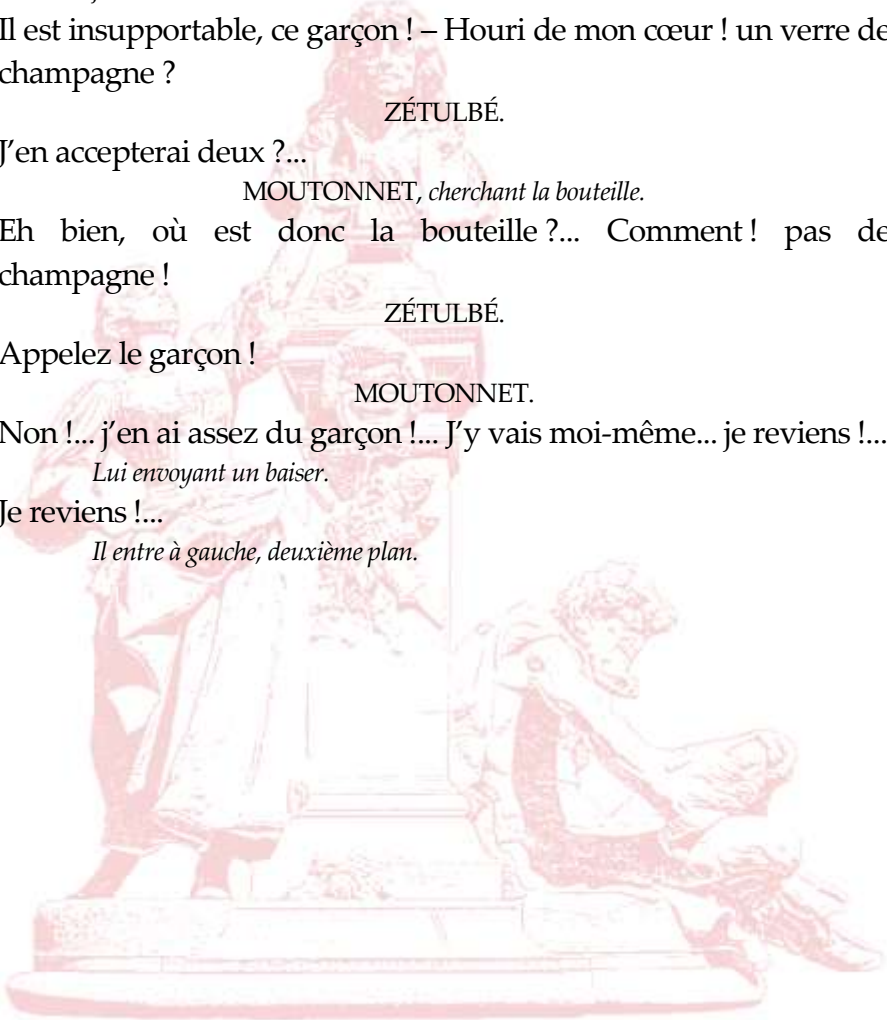 Il est insupportable, ce garçon ! – Houri de mon cœur ! un verre de
champagne ?
ZÉTULBÉ.
J’en accepterai deux ?...
MOUTONNET, cherchant la bouteille.
Eh bien, où est donc la bouteille ?... Comment ! pas de
champagne !
ZÉTULBÉ.
Appelez le garçon !
MOUTONNET.
Non !... j’en ai assez du garçon !... J’y vais moi-même... je reviens !...
Lui envoyant un baiser.
Je reviens !...
Il entre à gauche, deuxième plan.